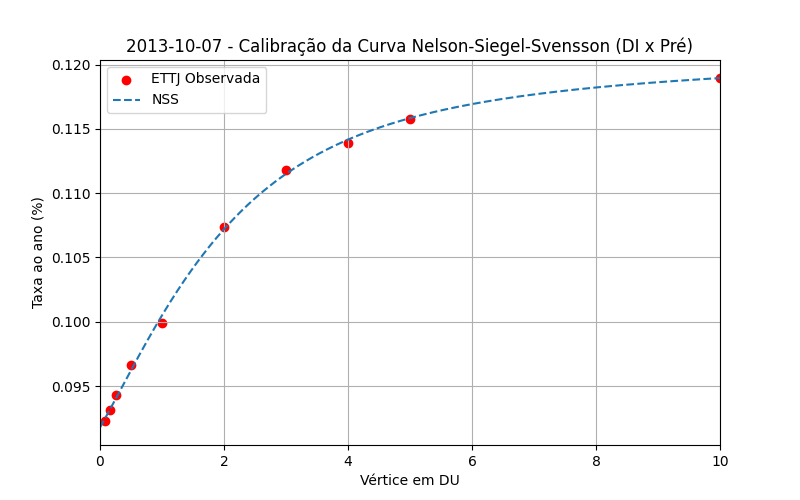 2013-10-07 - Calibração da Curva Nelson-Siegel-Svensson (DI x Pré)
ETTJ Observada
NSS
Taxa ao ano (%)
0.120
0.115
0.110
0.105
0.100
0.095
0 2 4 6 8 10
Vértice em DU